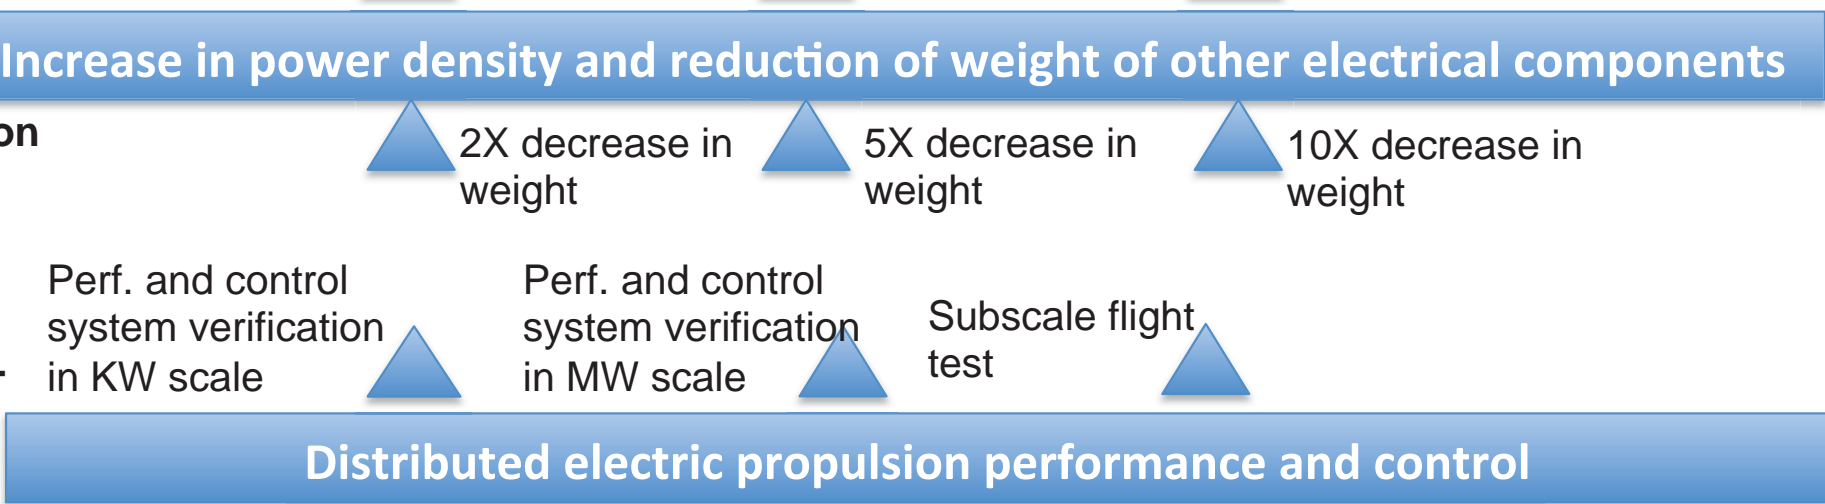 Increase in power density and reduction of weight of other electrical components
on
2X decrease in
weight
5X decrease in
weight
10X decrease in
weight
Perf. and control
system verification
in KW scale
Perf. and control
system verification
in MW scale
Subscale flight
test
Distributed electric propulsion performance and control